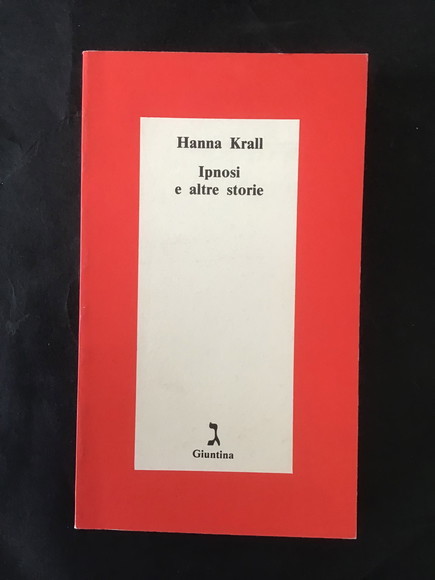 Hanna Krall
Ipnosi
e altre storie
ג
Giuntina